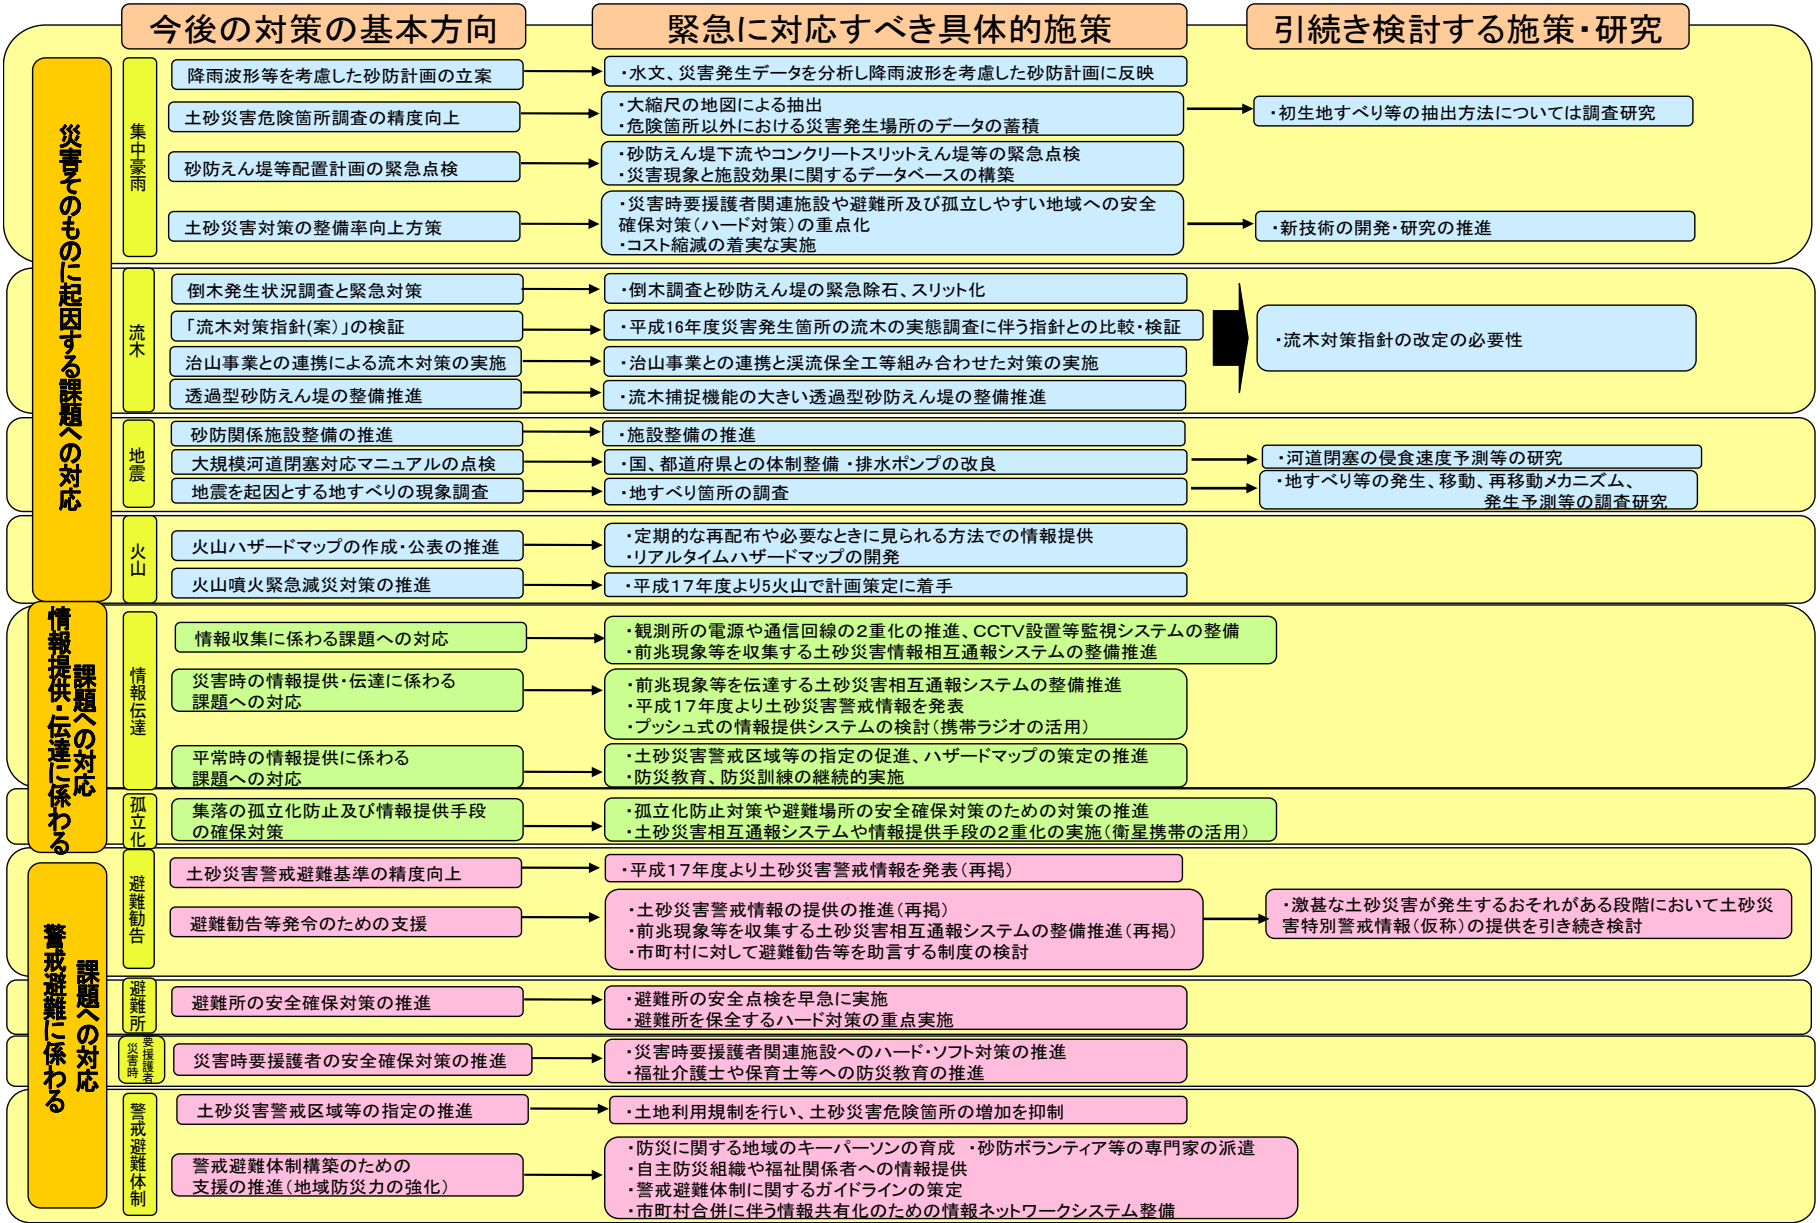 今後の対策の基本方向
緊急に対応すべき具体的施策
引続き検討する施策・研究
災害そのものに起因する課題への対応
集中豪雨
降雨波形等を考慮した砂防計画の立案
・水文、災害発生データを分析し降雨波形を考慮した砂防計画に反映
土砂災害危険箇所調査の精度向上
・大縮尺の地図による抽出
・危険箇所以外における災害発生場所のデータの蓄積
・初生地すべり等の抽出方法については調査研究
砂防えん堤等配置計画の緊急点検
・砂防えん堤下流やコンクリートスリットえん堤等の緊急点検
・災害現象と施設効果に関するデータベースの構築
土砂災害対策の整備率向上方策
・災害時要援護者関連施設や避難所及び孤立しやすい地域への安全
確保対策(ハード対策)の重点化
・コスト縮減の着実な実施
・新技術の開発・研究の推進
流木
倒木発生状況調査と緊急対策
・倒木調査と砂防えん堤の緊急除石、スリット化
「流木対策指針(案)」の検証
・平成16年度災害発生箇所の流木の実態調査に伴う指針との比較・検証
治山事業との連携による流木対策の実施
・治山事業との連携と渓流保全工等組み合わせた対策の実施
透過型砂防えん堤の整備推進
・流木捕捉機能の大きい透過型砂防えん堤の整備推進
・流木対策指針の改定の必要性
地震
砂防関係施設整備の推進
・施設整備の推進
大規模河道閉塞対応マニュアルの点検
・国、都道府県との体制整備 ・排水ポンプの改良
・河道閉塞の侵食速度予測等の研究
地震を起因とする地すべりの現象調査
・地すべり箇所の調査
・地すべり等の発生、移動、再移動メカニズム、
発生予測等の調査研究
火山
火山ハザードマップの作成・公表の推進
・定期的な再配布や必要なときに見られる方法での情報提供
・リアルタイムハザードマップの開発
火山噴火緊急減災対策の推進
・平成17年度より5火山で計画策定に着手
情報提供・伝達に係わる
課題への対応
情報伝達
情報収集に係わる課題への対応
・観測所の電源や通信回線の2重化の推進、CCTV設置等監視システムの整備
・前兆現象等を収集する土砂災害情報相互通報システムの整備推進
災害時の情報提供・伝達に係わる
課題への対応
・前兆現象等を伝達する土砂災害相互通報システムの整備推進
・平成17年度より土砂災害警戒情報を発表
・プッシュ式の情報提供システムの検討(携帯ラジオの活用)
平常時の情報提供に係わる
課題への対応
・土砂災害警戒区域等の指定の促進、ハザードマップの策定の推進
・防災教育、防災訓練の継続的実施
孤立化
集落の孤立化防止及び情報提供手段
の確保対策
・孤立化防止対策や避難場所の安全確保対策のための対策の推進
・土砂災害相互通報システムや情報提供手段の2重化の実施(衛星携帯の活用)
警戒避難に係わる
課題への対応
避難勧告
土砂災害警戒避難基準の精度向上
・平成17年度より土砂災害警戒情報を発表(再掲)
避難勧告等発令のための支援
・土砂災害警戒情報の提供の推進(再掲)
・前兆現象等を収集する土砂災害相互通報システムの整備推進(再掲)
・市町村に対して避難勧告等を助言する制度の検討
・激甚な土砂災害が発生するおそれがある段階において土砂災
害特別警戒情報(仮称)の提供を引き続き検討
避難所
避難所の安全確保対策の推進
・避難所の安全点検を早急に実施
・避難所を保全するハード対策の重点実施
災害時
要援護者
災害時要援護者の安全確保対策の推進
・災害時要援護者関連施設へのハード・ソフト対策の推進
・福祉介護士や保育士等への防災教育の推進
警戒避難体制
土砂災害警戒区域等の指定の推進
・土地利用規制を行い、土砂災害危険箇所の増加を抑制
警戒避難体制構築のための
支援の推進(地域防災力の強化)
・防災に関する地域のキーパーソンの育成 ・砂防ボランティア等の専門家の派遣
・自主防災組織や福祉関係者への情報提供
・警戒避難体制に関するガイドラインの策定
・市町村合併に伴う情報共有化のための情報ネットワークシステム整備